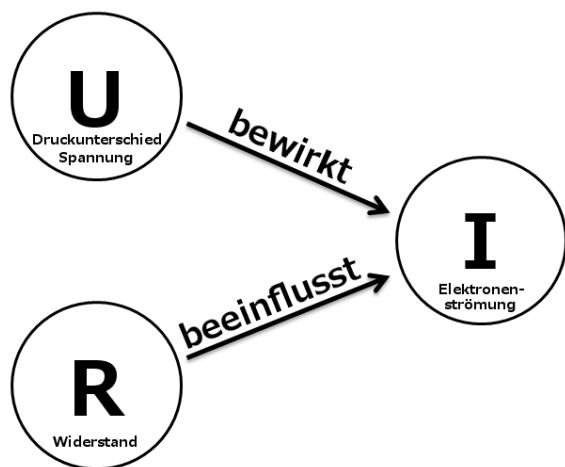 U
Druckunterschied
Spannung
bewirkt
I
Elektronen-
strömung
beeinflusst
R
Widerstand